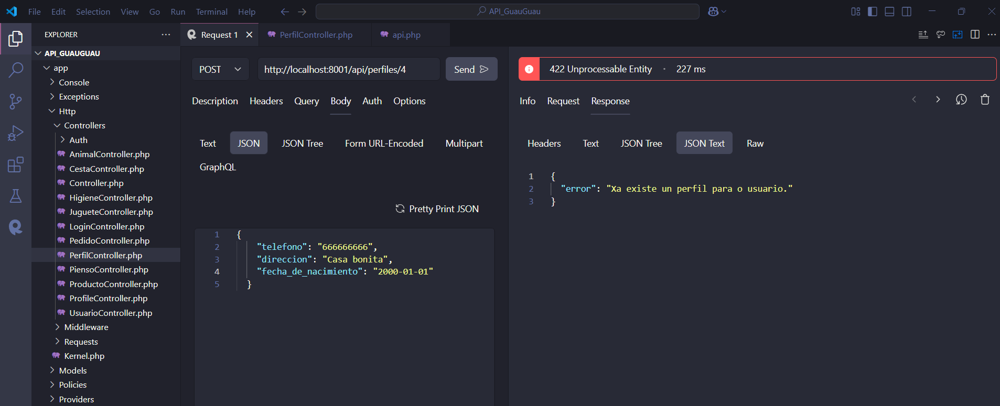 File Edit Selection View Go Run Terminal Help
API_GuauGuau
EXPLORER
API_GUAUGUAU
app
Console
Exceptions
Http
Controllers
Auth
AnimalController.php
CestaController.php
Controller.php
HigieneController.php
JugueteController.php
LoginController.php
PedidoController.php
PerfilController.php
PiensoController.php
ProductoController.php
ProfileController.php
UsuarioController.php
Middleware
Requests
Kernel.php
Models
Policies
Providers
Request 1 PerfilController.php api.php
POST http://localhost:8001/api/perfiles/4 Send
Description Headers Query Body Auth Options
Text JSON JSON Tree Form URL-Encoded Multipart
GraphQL
Pretty Print JSON
1 {
2 "telefono": "666666666",
3 "direccion": "Casa bonita",
4 "fecha_de_nacimiento": "2000-01-01"
5 }
422 Unprocessable Entity · 227 ms
Info Request Response
Headers Text JSON Tree JSON Text Raw
1 {
2 "error": "Xa existe un perfil para o usuario."
3 }